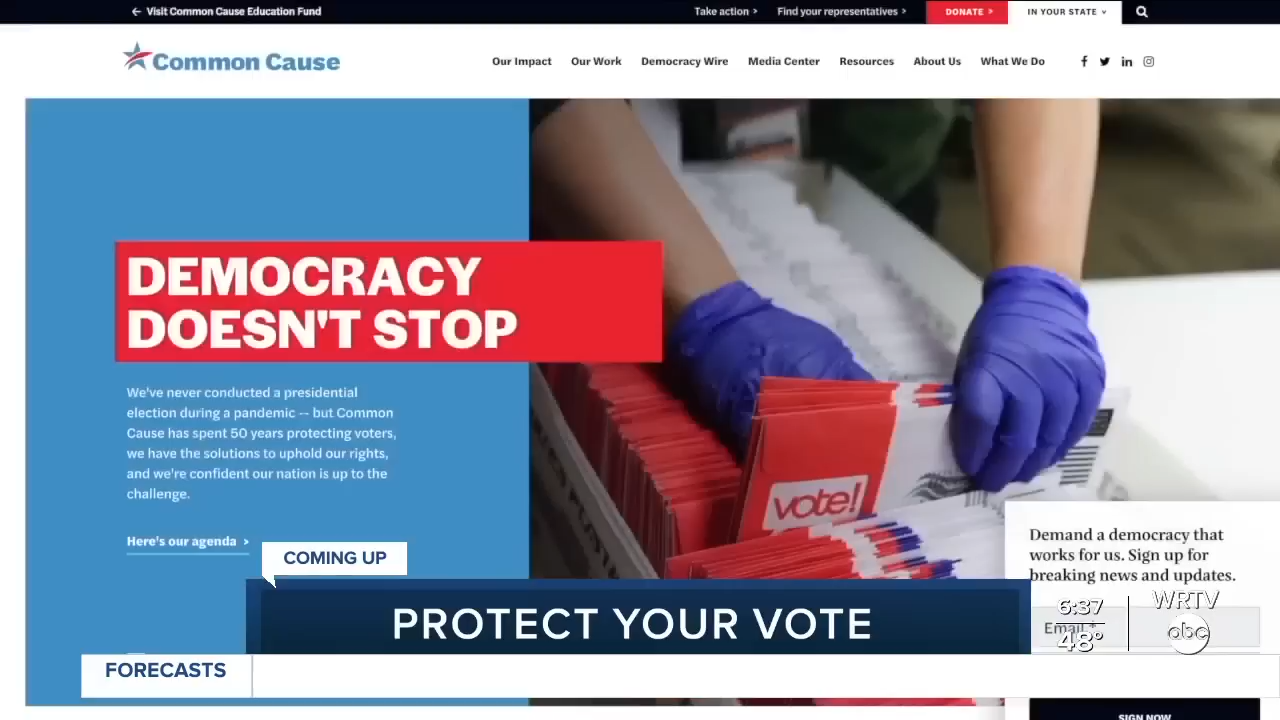 Visit Common Cause Education Fund
Take action >
Find your representatives >
DONATE >
IN YOUR STATE
Common Cause
Our Impact
Our Work
Democracy Wire
Media Center
Resources
About Us
What We Do
DEMOCRACY
DOESN'T STOP
We've never conducted a presidential
election during a pandemic -- but Common
Cause has spent 50 years protecting voters,
we have the solutions to uphold our rights,
and we're confident our nation is up to the
challenge.
Here's our agenda >
vote!
Demand a democracy that
works for us. Sign up for
breaking news and updates.
Email *
SIGN NOW
COMING UP
PROTECT YOUR VOTE
6:37
48°
WRTV
abc
FORECASTS